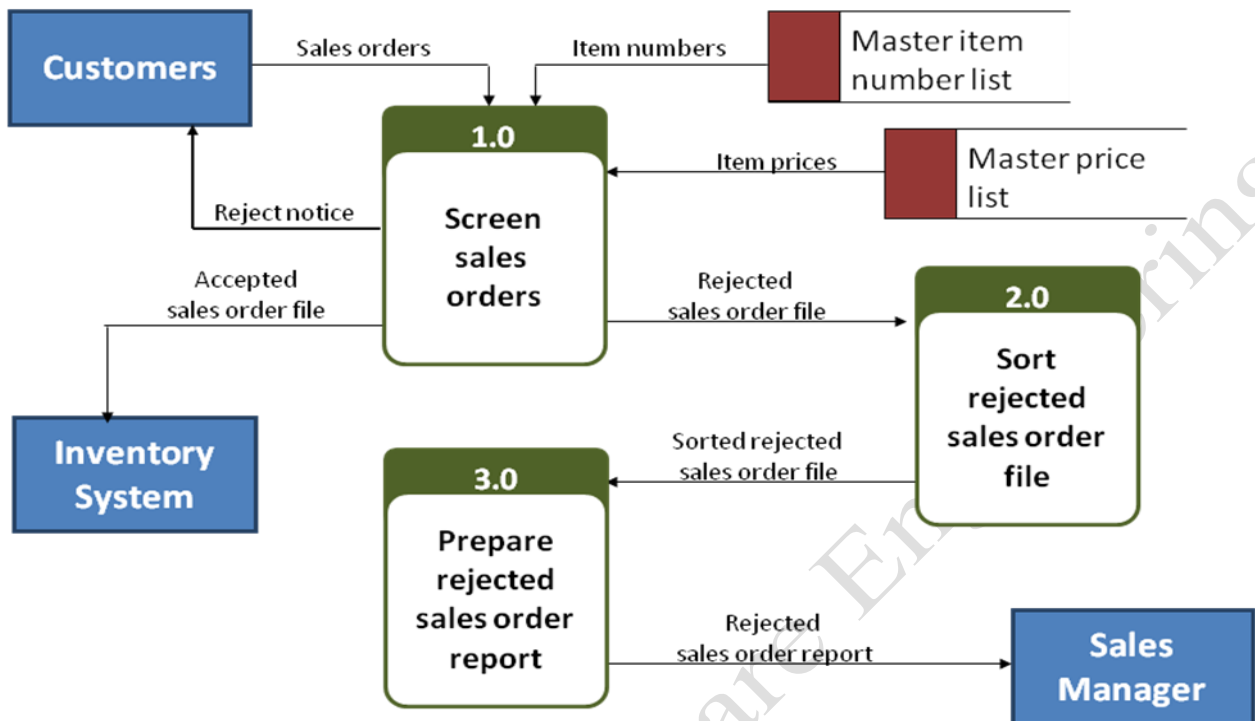 Customers
Sales orders
Item numbers
Master item
number list
1.0
Screen
sales
orders
Item prices
Master price
list
Reject notice
Accepted
sales order file
Rejected
sales order file
2.0
Sort
rejected
sales order
file
Inventory
System
Sorted rejected
sales order file
3.0
Prepare
rejected
sales order
report
Rejected
sales order report
Sales
Manager